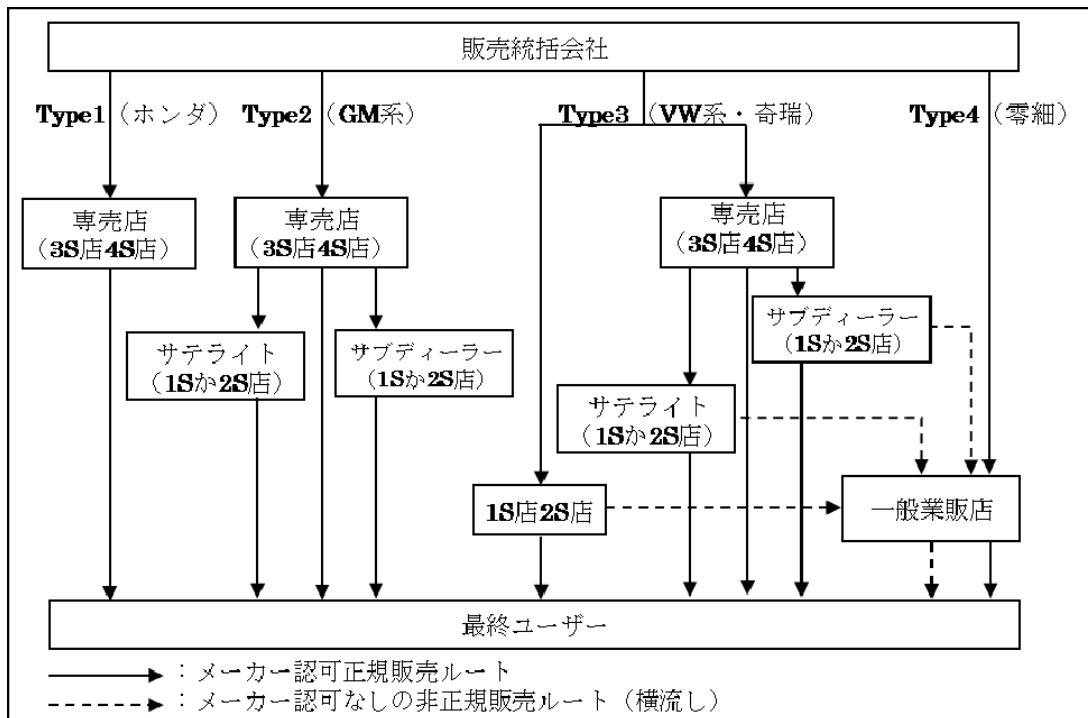 販売統括会社
Type1（ホンダ）
Type2（GM系）
Type3（VW系・奇瑞）
Type4（零細）
専売店
（3S店4S店）
専売店
（3S店4S店）
専売店
（3S店4S店）
サテライト
（1Sか2S店）
サブディーラー
（1Sか2S店）
サブディーラー
（1Sか2S店）
サテライト
（1Sか2S店）
1S店2S店
一般業販店
最終ユーザー
：メーカー認可正規販売ルート
：メーカー認可なしの非正規販売ルート（横流し）